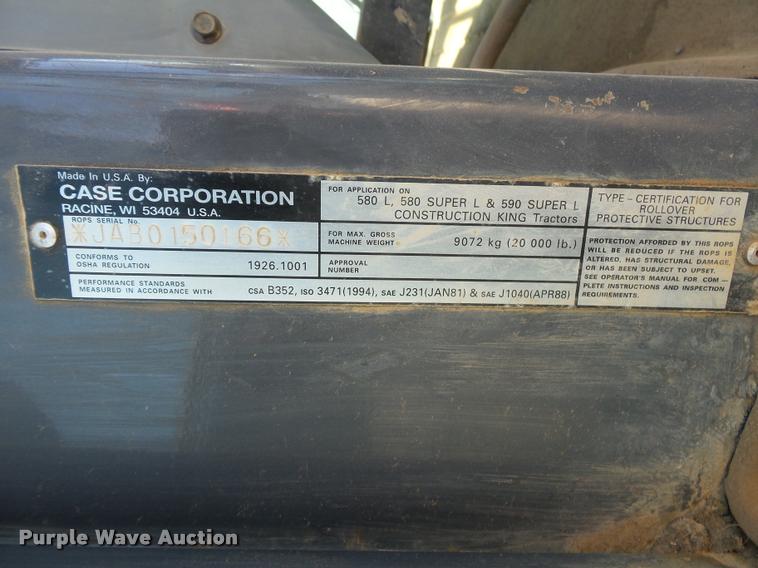 Made In U.S.A. By:
CASE CORPORATION
RACINE, WI 53404 U.S.A.
ROPS SERIAL No.
*JAB0150166*
CONFORMS TO
OSHA REGULATION 1926.1001
PERFORMANCE STANDARDS
MEASURED IN ACCORDANCE WITH CSA B352, ISO 3471(1994), SAE J231(JAN81) & SAE J1040(APR88)
FOR APPLICATION ON
580 L, 580 SUPER L & 590 SUPER L
CONSTRUCTION KING Tractors
FOR MAX. GROSS
MACHINE WEIGHT 9072 kg (20 000 lb.)
APPROVAL
NUMBER
TYPE – CERTIFICATION FOR
ROLLOVER
PROTECTIVE STRUCTURES
PROTECTION AFFORDED BY THIS ROPS
WILL BE REDUCED IF THE ROPS IS
ALTERED, HAS STRUCTURAL DAMAGE,
OR HAS BEEN SUBJECT TO UPSET.
SEE OPERATOR'S MANUAL FOR COM –
PLETE INSTRUCTIONS AND INSPECTION
REQUIREMENTS.
Purple Wave Auction